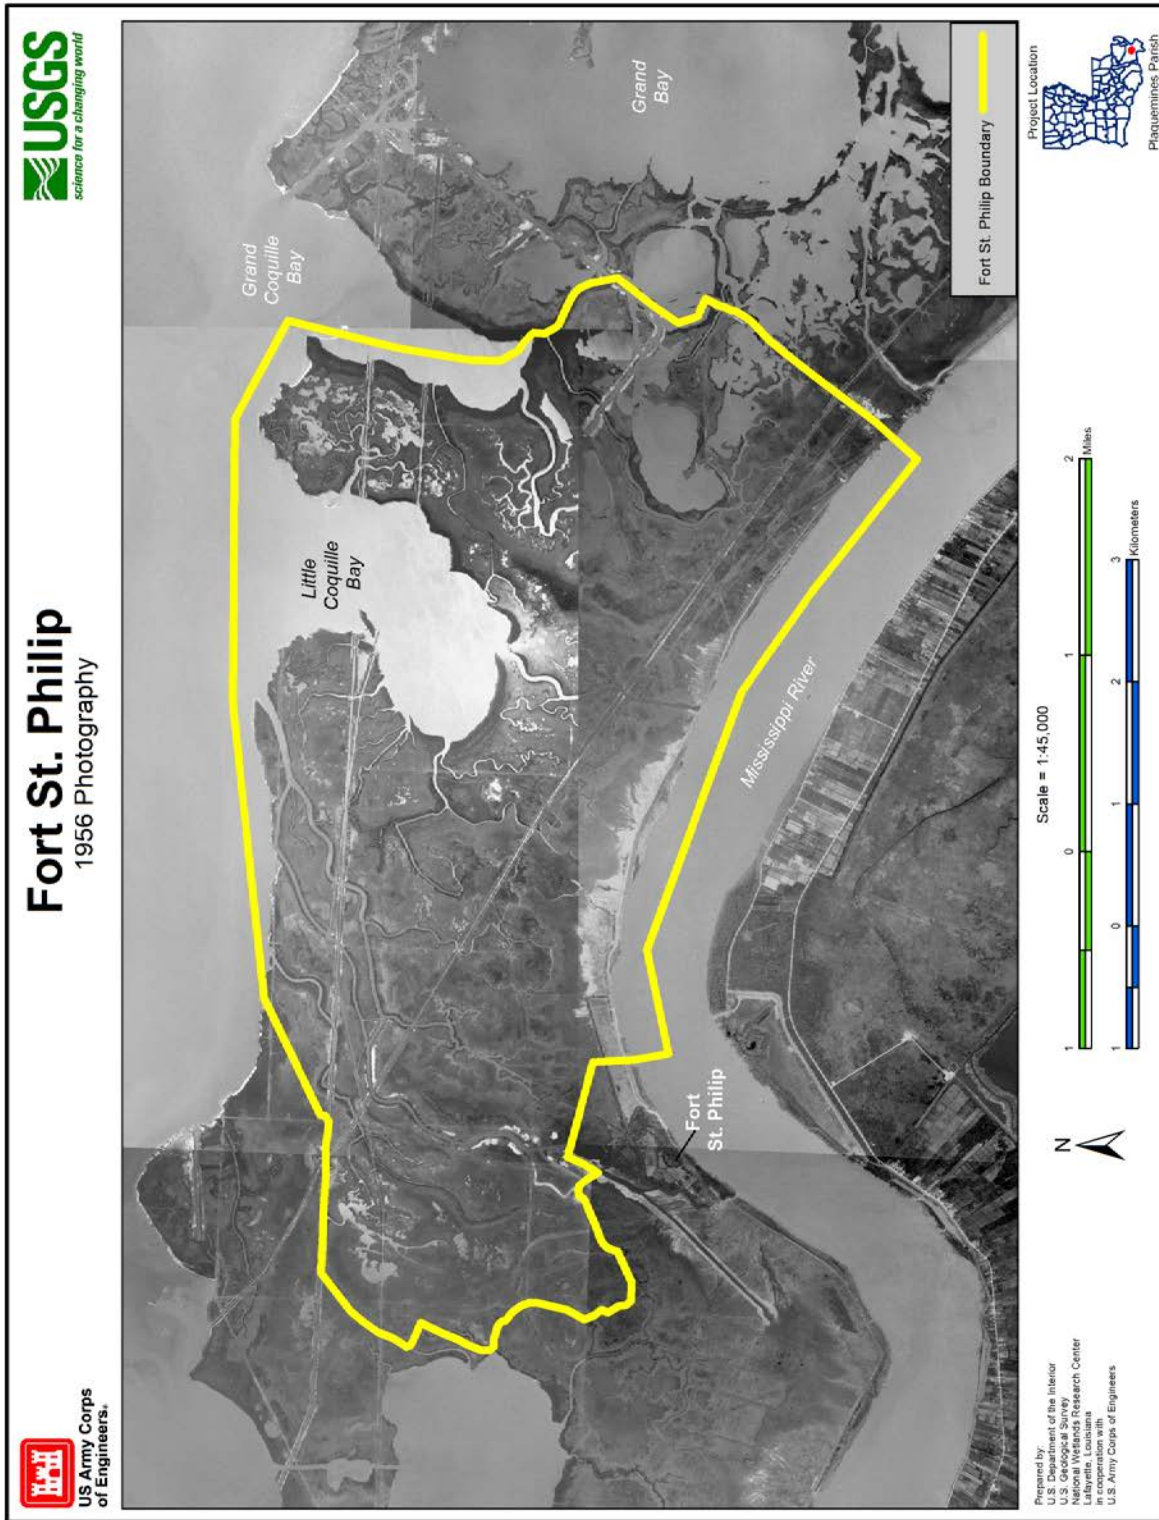 US Army Corps
of Engineers®
Fort St. Philip
1956 Photography
USGS
science for a changing world
Grand
Coquille
Bay
Little
Coquille
Bay
Grand
Bay
Mississippi River
Fort
St. Philip
Fort St. Philip Boundary
Prepared by:
U.S. Department of the Interior
U.S. Geological Survey
National Wetlands Research Center
Lafayette, Louisiana
in cooperation with
U.S. Army Corps of Engineers
N
Scale = 1:45,000
1 0 1 2
Miles
1 0 1 2 3
Kilometers
Project Location
Plaquemines Parish